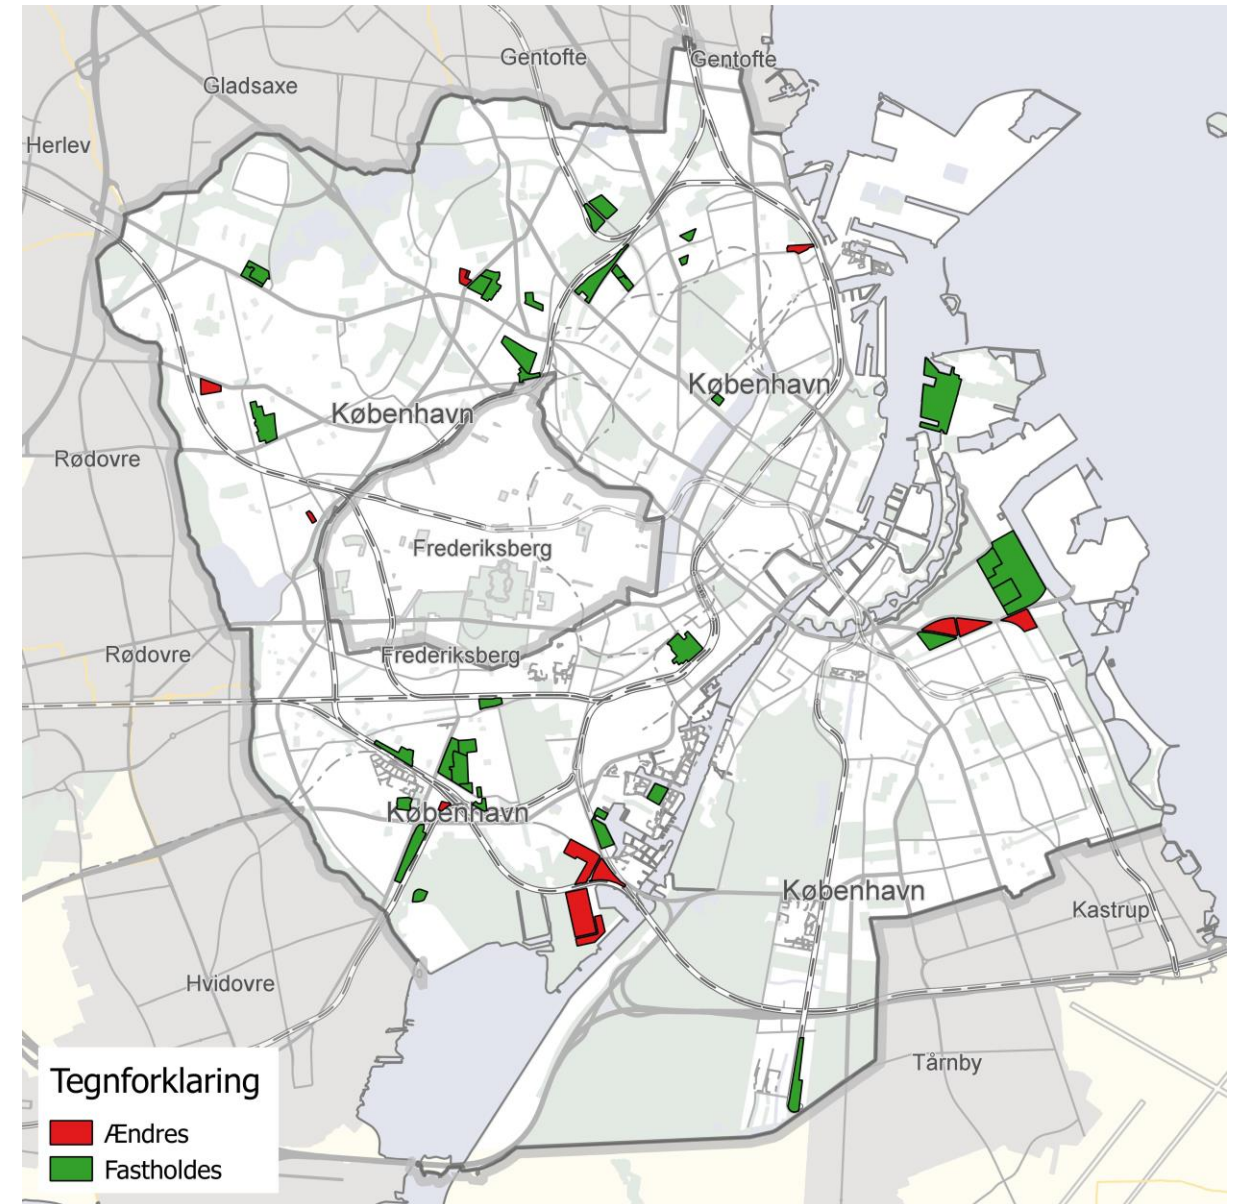 Gentofte
Gentofte
Gladsaxe
Herlev
København
København
Rødovre
Frederiksberg
Rødovre
Frederiksberg
København
København
Kastrup
Hvidovre
Tårnby
Tegnforklaring
Ændres
Fastholdes